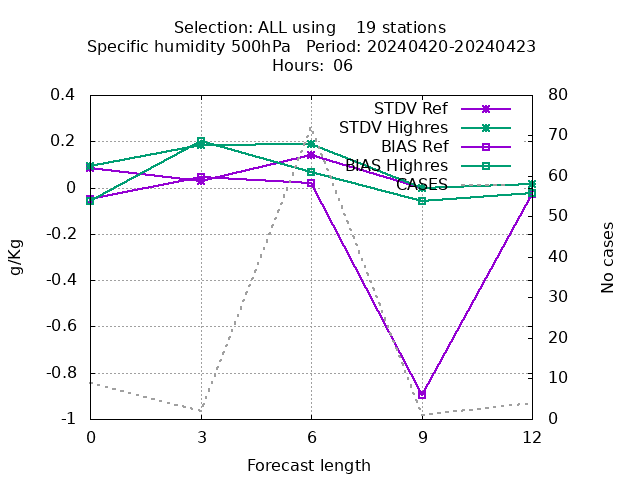 Selection: ALL using    19 stations
Specific humidity 500hPa   Period: 20240420-20240423
Hours:  06
0.4
0.2
0
-0.2
-0.4
-0.6
-0.8
-1
80
70
60
50
40
30
20
10
0
STDV Ref
STDV Highres
BIAS Ref
BIAS Highres
CASES
g/Kg
No cases
0
3
6
9
12
Forecast length